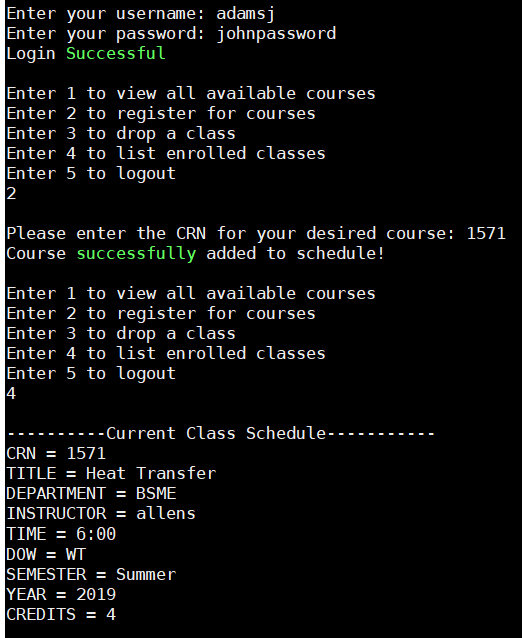 Enter your username: adamsj
Enter your password: johnpassword
Login Successful
Enter 1 to view all available courses
Enter 2 to register for courses
Enter 3 to drop a class
Enter 4 to list enrolled classes
Enter 5 to logout
2
Please enter the CRN for your desired course: 1571
Course successfully added to schedule!
Enter 1 to view all available courses
Enter 2 to register for courses
Enter 3 to drop a class
Enter 4 to list enrolled classes
Enter 5 to logout
4
----------Current Class Schedule-----------
CRN = 1571
TITLE = Heat Transfer
DEPARTMENT = BSME
INSTRUCTOR = allens
TIME = 6:00
DOW = WT
SEMESTER = Summer
YEAR = 2019
CREDITS = 4